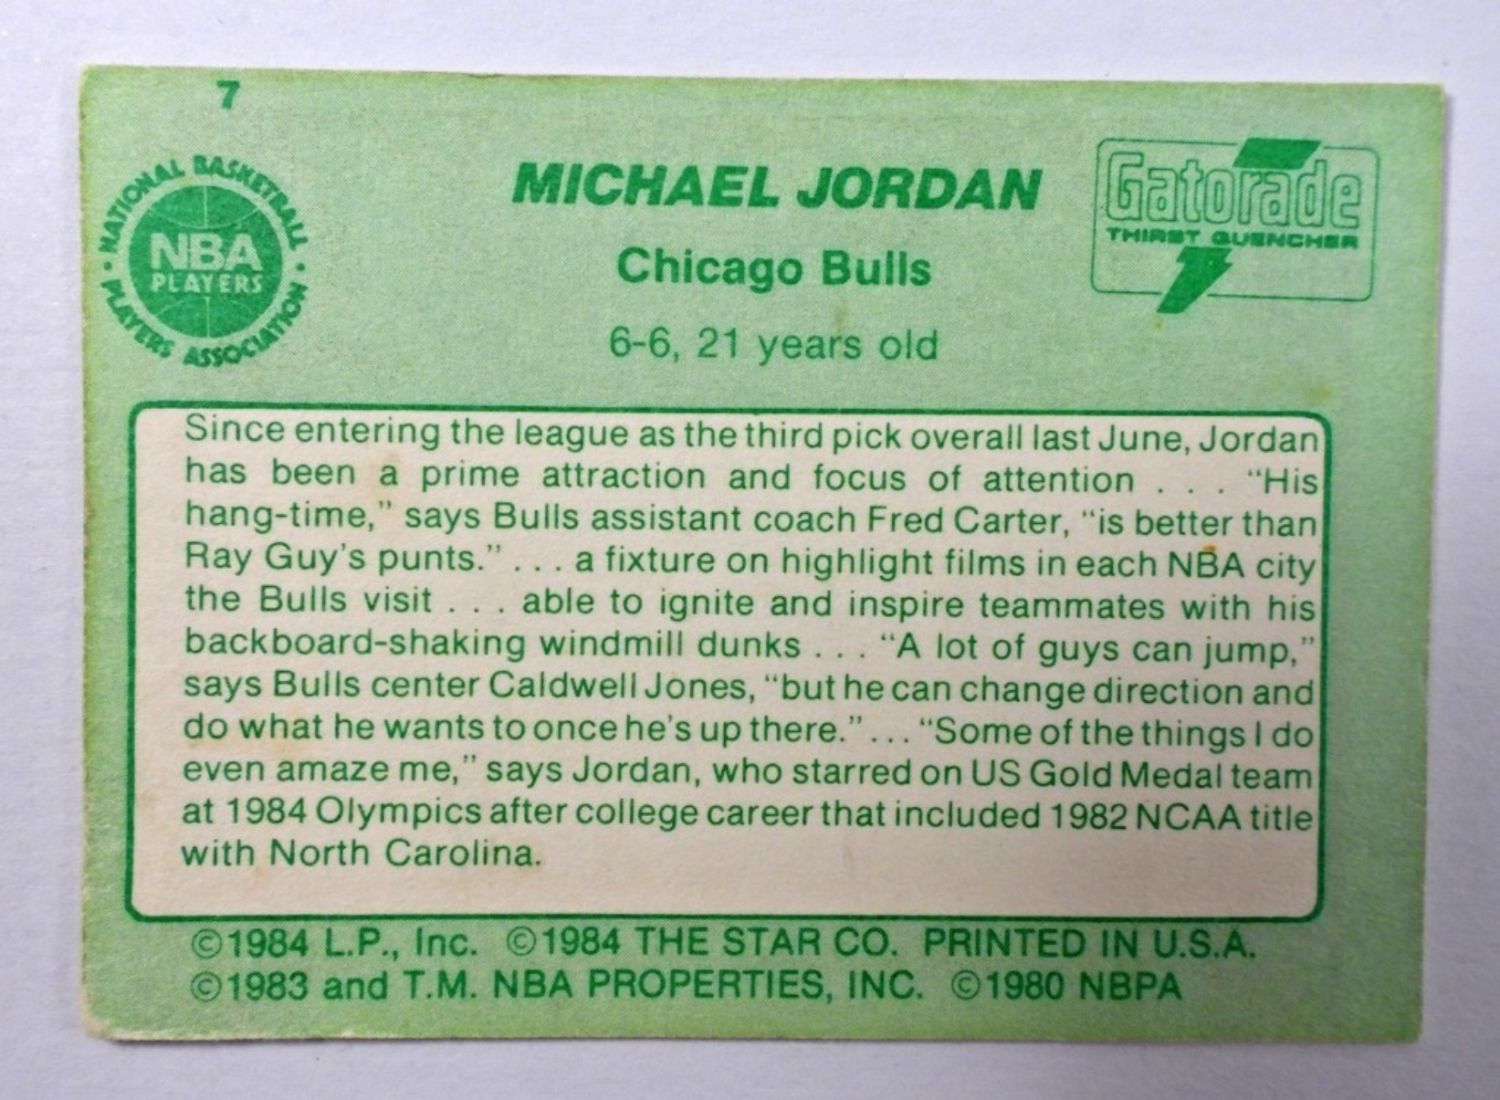 7
NATIONAL BASKETBALL
NBA
PLAYERS
PLAYERS ASSOCIATION
MICHAEL JORDAN
Chicago Bulls
6-6, 21 years old
Gatorade
THIRST QUENCHER
Since entering the league as the third pick overall last June, Jordan
has been a prime attraction and focus of attention . . . “His
hang-time,” says Bulls assistant coach Fred Carter, “is better than
Ray Guy’s punts.” . . . a fixture on highlight films in each NBA city
the Bulls visit . . . able to ignite and inspire teammates with his
backboard-shaking windmill dunks . . . “A lot of guys can jump,”
says Bulls center Caldwell Jones, “but he can change direction and
do what he wants to once he’s up there.” . . . “Some of the things I do
even amaze me,” says Jordan, who starred on US Gold Medal team
at 1984 Olympics after college career that included 1982 NCAA title
with North Carolina.
©1984 L.P., Inc. ©1984 THE STAR CO. PRINTED IN U.S.A.
©1983 and T.M. NBA PROPERTIES, INC. ©1980 NBPA